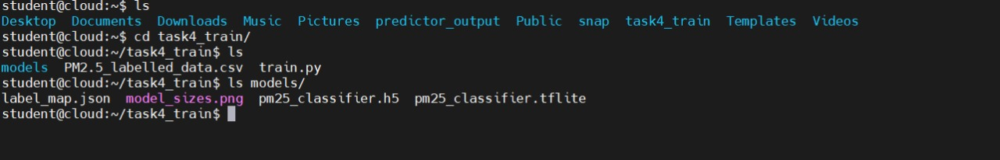 student@cloud:~$ ls
Desktop  Documents  Downloads  Music  Pictures  predictor_output  Public  snap  task4_train  Templates  Videos
student@cloud:~$ cd task4_train/
student@cloud:~/task4_train$ ls
models  PM2.5_labelled_data.csv  train.py
student@cloud:~/task4_train$ ls models/
label_map.json  model_sizes.png  pm25_classifier.h5  pm25_classifier.tflite
student@cloud:~/task4_train$